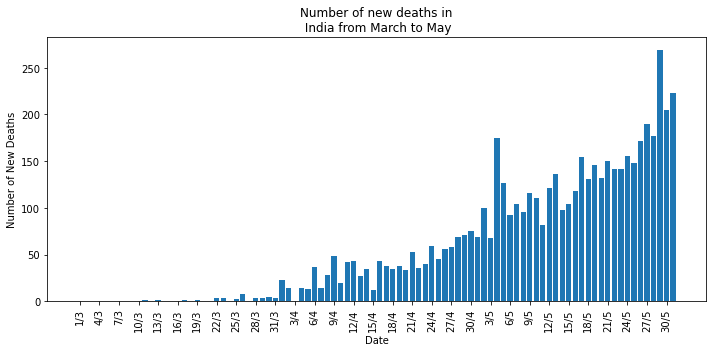 Number of new deaths in
India from March to May
Number of New Deaths
250
200
150
100
50
0
1/3 4/3 7/3 10/3 13/3 16/3 19/3 22/3 25/3 28/3 31/3 3/4 6/4 9/4 12/4 15/4 18/4 21/4 24/4 27/4 30/4 3/5 6/5 9/5 12/5 15/5 18/5 21/5 24/5 27/5 30/5
Date